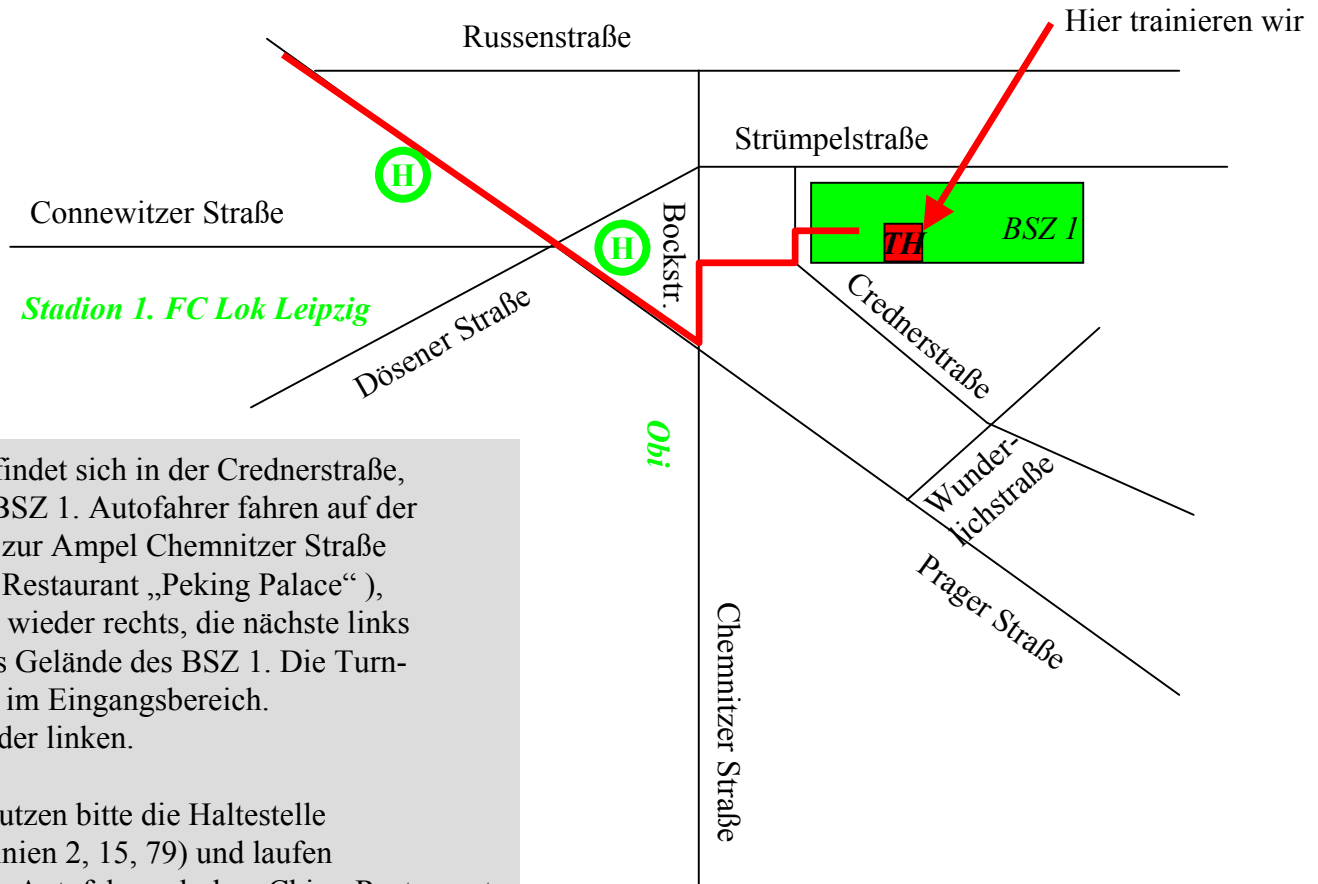 Hier trainieren wir
Russenstraße
Strümpelstraße
H
Connewitzer Straße
H
Bockstr.
TH
BSZ 1
Stadion 1. FC Lok Leipzig
Dösener Straße
Crednerstraße
Obi
Wunder-
lichstraße
Prager Straße
Chemnitzer Straße
findet sich in der Crednerstraße,
BSZ 1. Autofahrer fahren auf der
zur Ampel Chemnitzer Straße
Restaurant „Peking Palace“ ),
wieder rechts, die nächste links
s Gelände des BSZ 1. Die Turn-
im Eingangsbereich.
der linken.
utzen bitte die Haltestelle
nien 2, 15, 79) und laufen